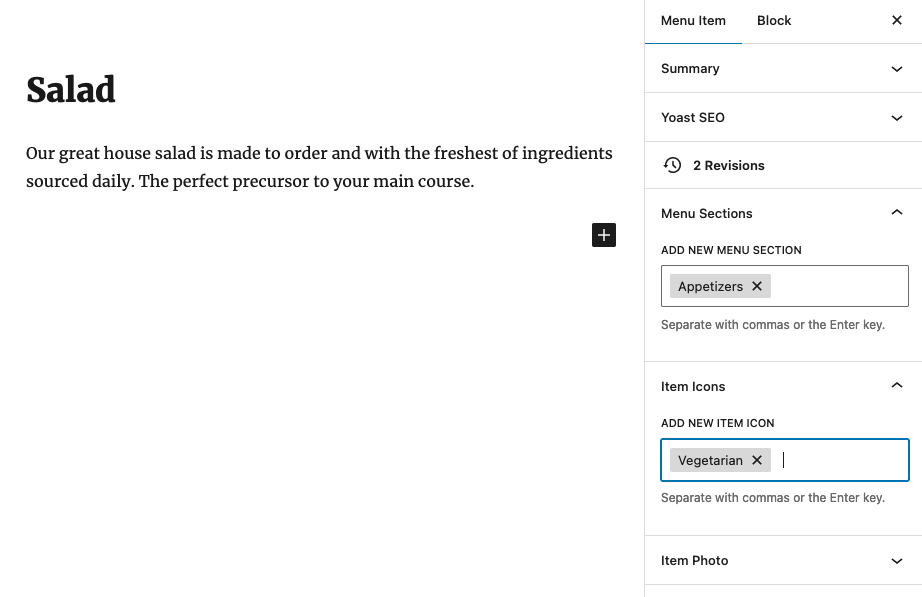 Salad
Our great house salad is made to order and with the freshest of ingredients
sourced daily. The perfect precursor to your main course.
Menu Item
Block
Summary
Yoast SEO
2 Revisions
Menu Sections
ADD NEW MENU SECTION
Appetizers
Separate with commas or the Enter key.
Item Icons
ADD NEW ITEM ICON
Vegetarian
Separate with commas or the Enter key.
Item Photo